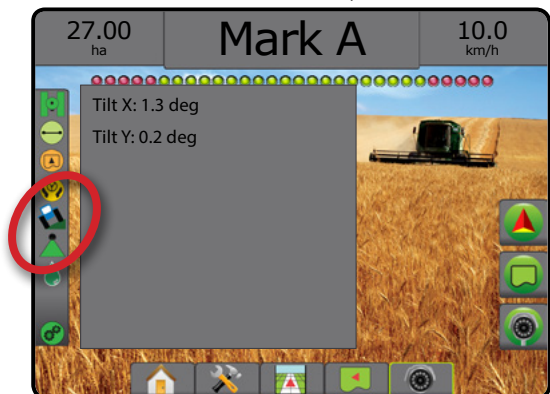 27.00
ha
Mark A
10.0
km/h
Tilt X: 1.3 deg
Tilt Y: 0.2 deg